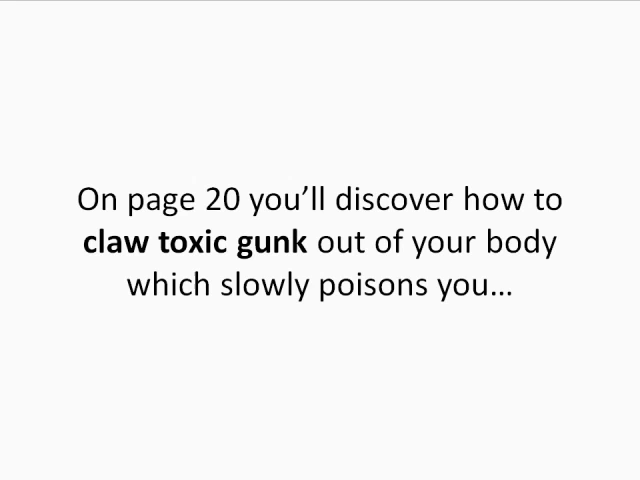 On page 20 you’ll discover how to
claw toxic gunk out of your body
which slowly poisons you…